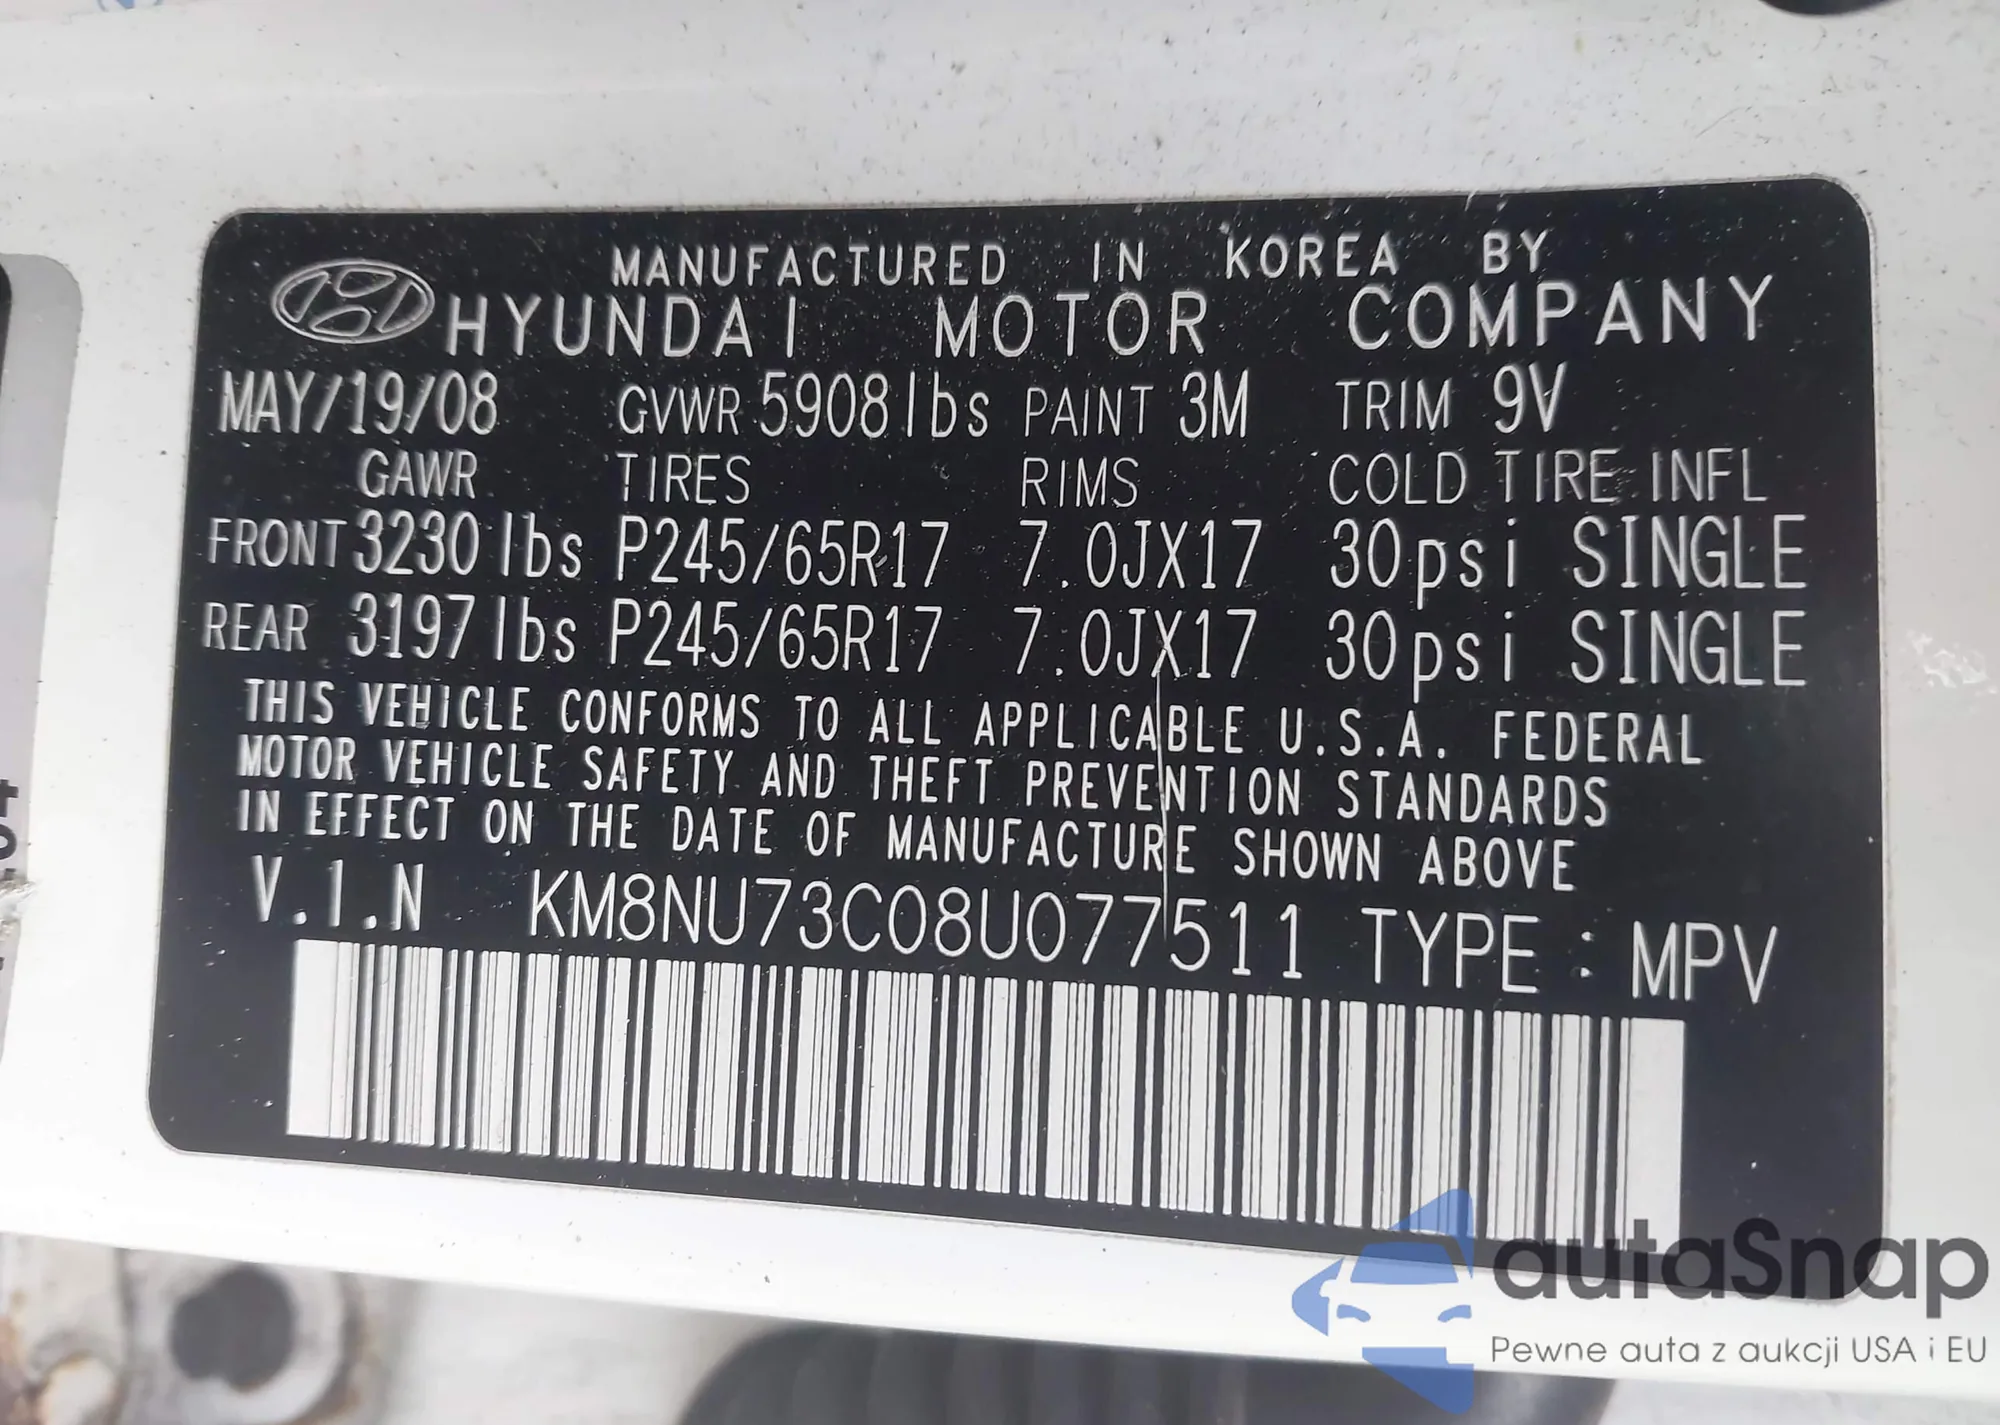 MANUFACTURED IN KOREA BY
HYUNDAI MOTOR COMPANY
MAY/19/08 GVWR 5908lbs PAINT 3M TRIM 9V
GAWR TIRES RIMS COLD TIRE INFL
FRONT 3230 lbs P245/65R17 7.0JX17 30psi SINGLE
REAR 3197 lbs P245/65R17 7.0JX17 30psi SINGLE
THIS VEHICLE CONFORMS TO ALL APPLICABLE U.S.A. FEDERAL
MOTOR VEHICLE SAFETY AND THEFT PREVENTION STANDARDS
IN EFFECT ON THE DATE OF MANUFACTURE SHOWN ABOVE
V.I.N KM8NU73C08U077511 TYPE : MPV
autaSnap
Pewne auta z aukcji USA i EU